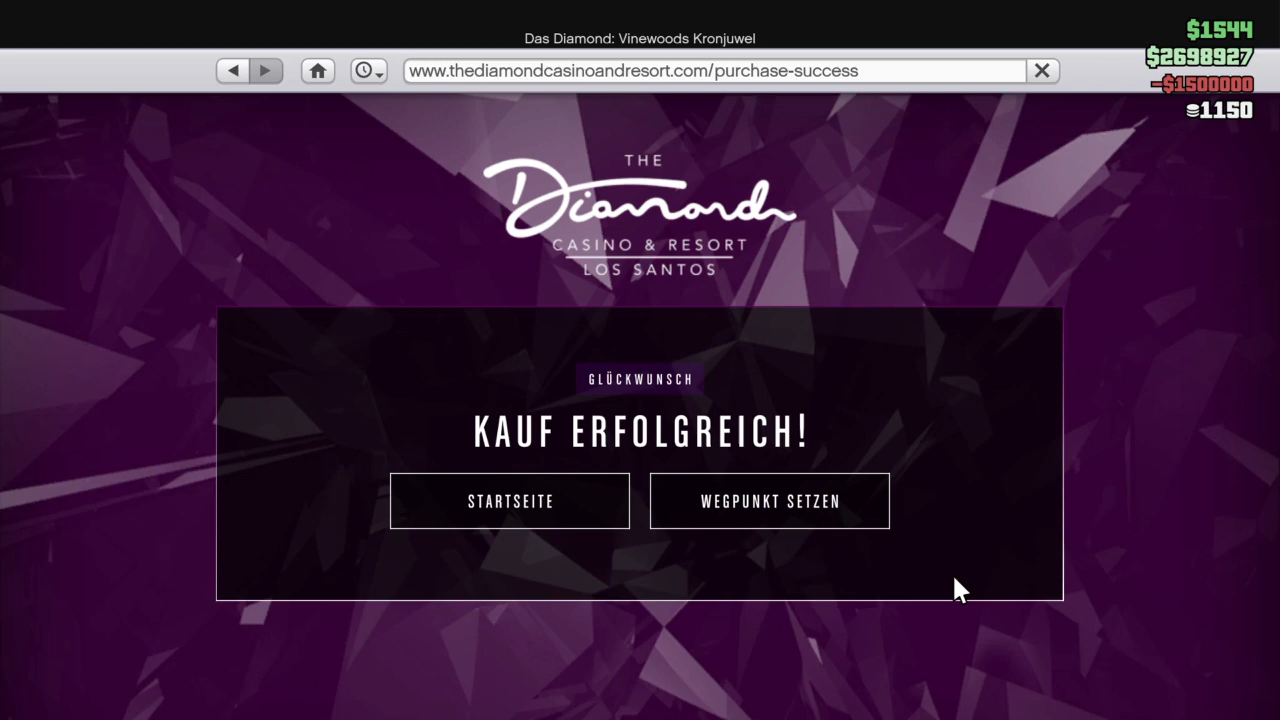 Das Diamond: Vinewoods Kronjuwel
$1544
www.thediamondcasinoandresort.com/purchase-success
$2698927
-$1500000
1150
THE
Diamond
CASINO & RESORT
LOS SANTOS
GLÜCKWUNSCH
KAUF ERFOLGREICH!
STARTSEITE
WEGPUNKT SETZEN